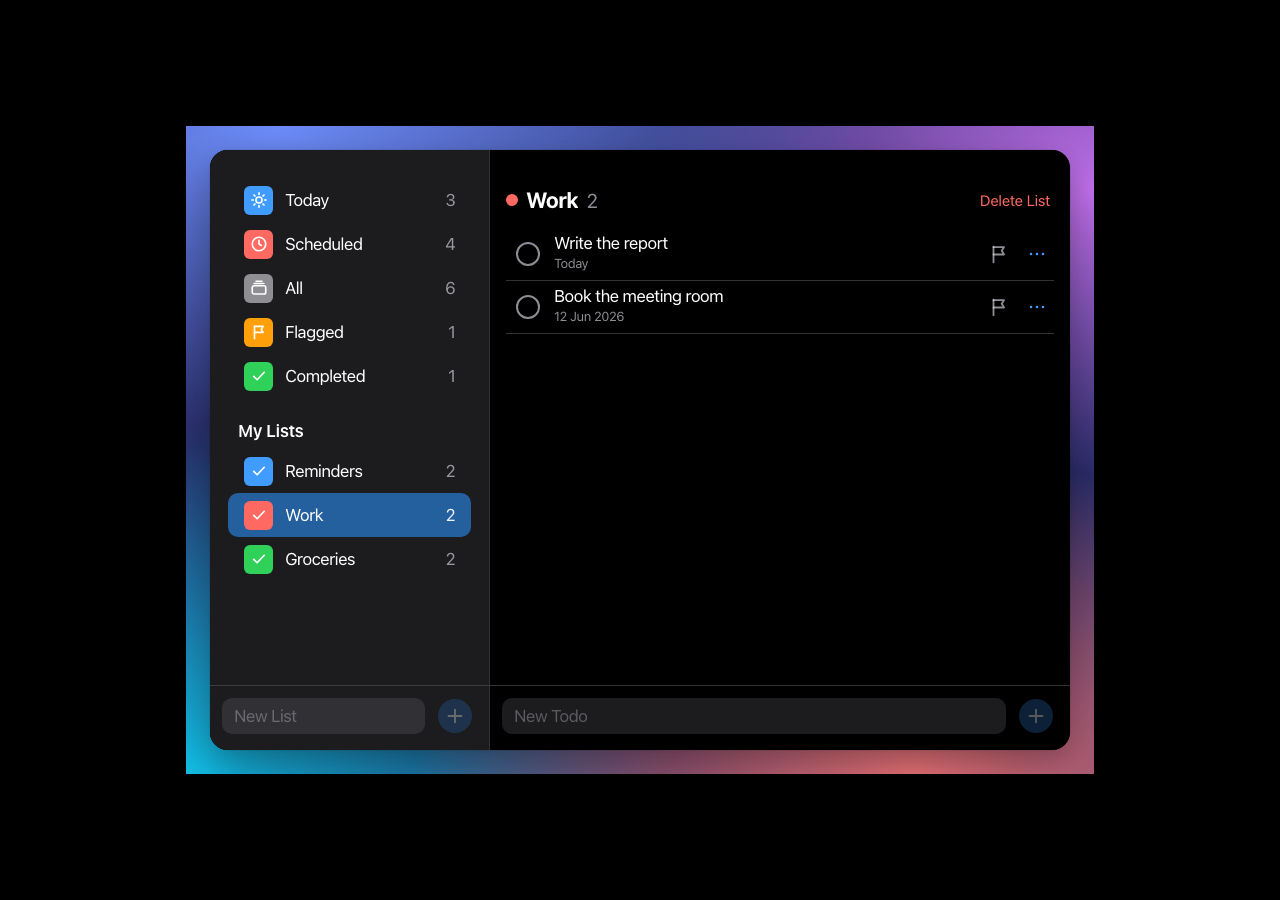 Today 3
Scheduled 4
All 6
Flagged 1
Completed 1
My Lists
Reminders 2
Work 2
Groceries 2
New List
Work 2 Delete List
Write the report
Today
Book the meeting room
12 Jun 2026
New Todo